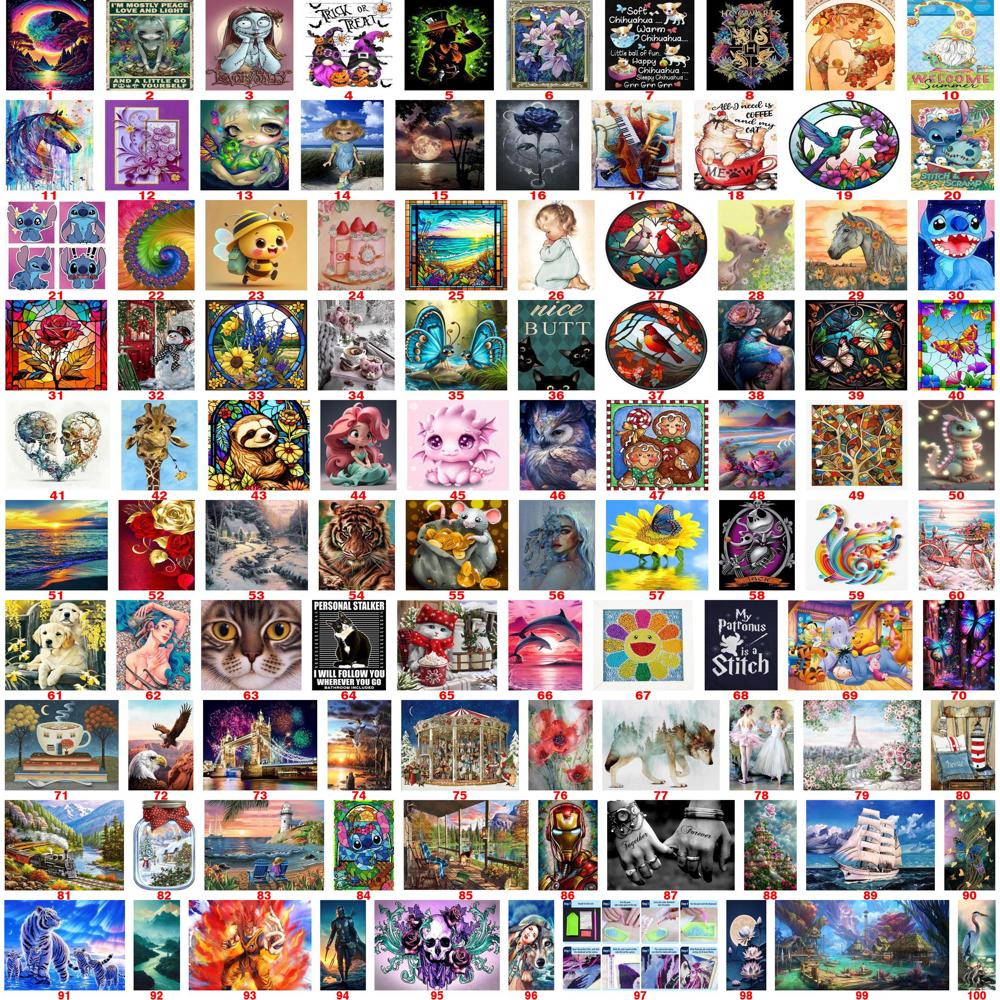 I'M MOSTLY PEACE
LOVE AND LIGHT
AND A LITTLE GO
YOURSELF
TRICK OR
TREAT
Soft
Chihuahua ....
Warm
Chihuahua....
Little ball of fun..
Happy
Chihuahua ....
Sleepy Chihuahua ....
Grrr Grrr Grrr
HOGWARTS
WELCOME
Summer
1 2 3 4 5 6 7 8 9 10
All I need is
COFFEE
and my
CAT
MEOW
STITCH &
SCRAMP
11 12 13 14 15 16 17 18 19 20
21 22 23 24 25 26 27 28 29 30
nice
BUTT
31 32 33 34 35 36 37 38 39 40
41 42 43 44 45 46 47 48 49 50
JACK
51 52 53 54 55 56 57 58 59 60
PERSONAL STALKER
I WILL FOLLOW YOU
WHEREVER YOU GO
BATHROOM INCLUDED
My
Patronus
is a
Stitch
61 62 63 64 65 66 67 68 69 70
71 72 73 74 75 76 77 78 79 80
Together
Forever
81 82 83 84 85 86 87 88 89 90
91 92 93 94 95 96 97 98 99 100